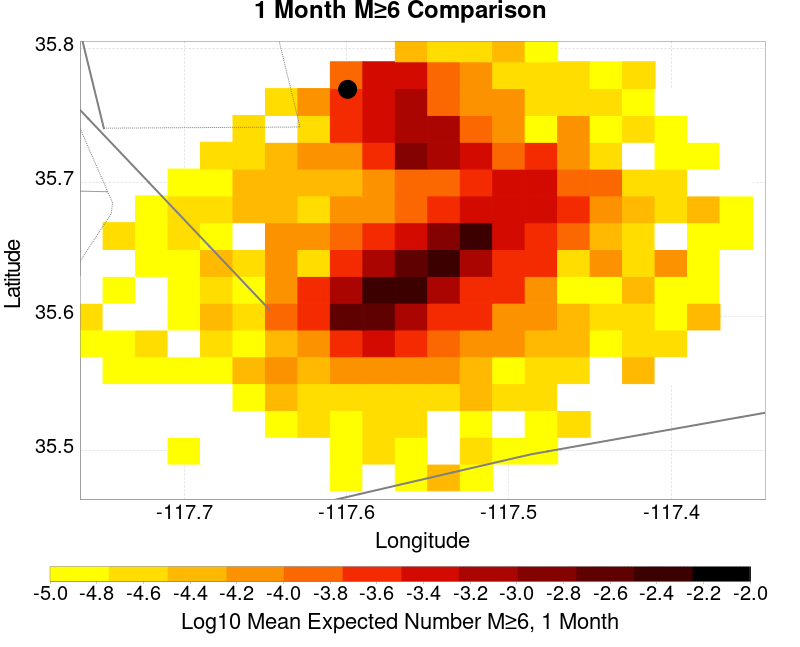 1 Month M≥6 Comparison
35.8
35.7
35.6
35.5
Latitude
-117.7 -117.6 -117.5 -117.4
Longitude
-5.0 -4.8 -4.6 -4.4 -4.2 -4.0 -3.8 -3.6 -3.4 -3.2 -3.0 -2.8 -2.6 -2.4 -2.2 -2.0
Log10 Mean Expected Number M≥6, 1 Month